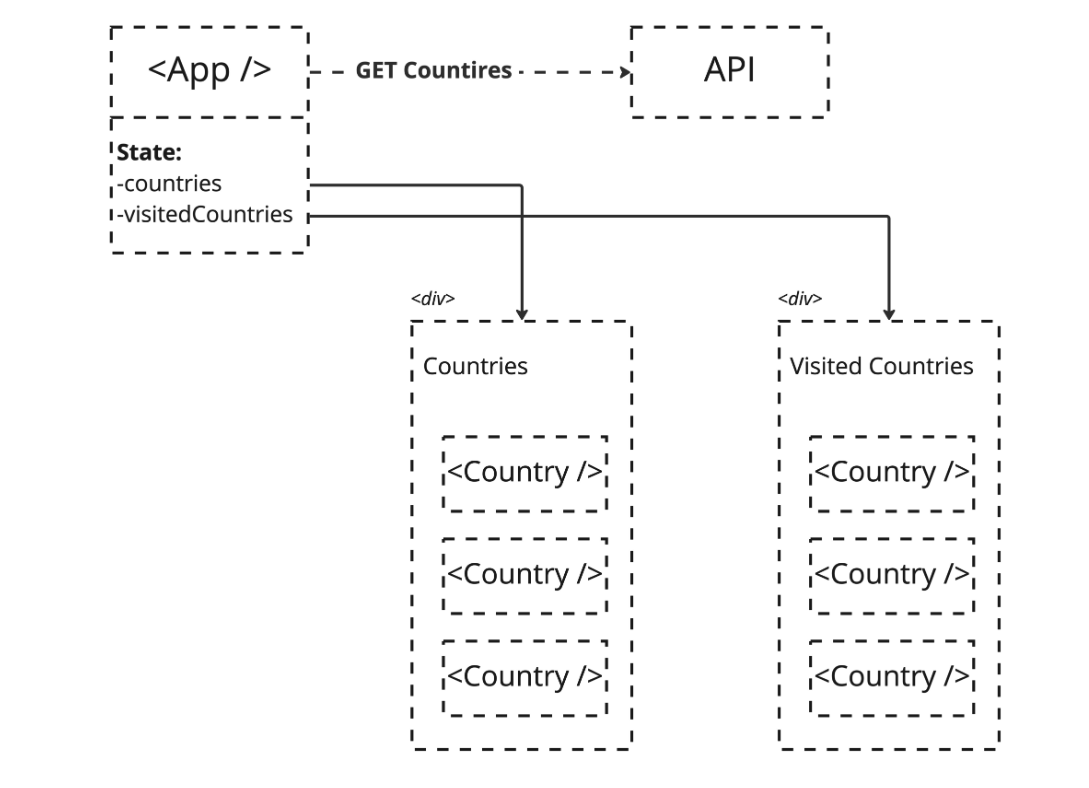 <App />
GET Countires
API
State:
-countries
-visitedCountries
<div>
Countries
<Country />
<Country />
<Country />
<div>
Visited Countries
<Country />
<Country />
<Country />